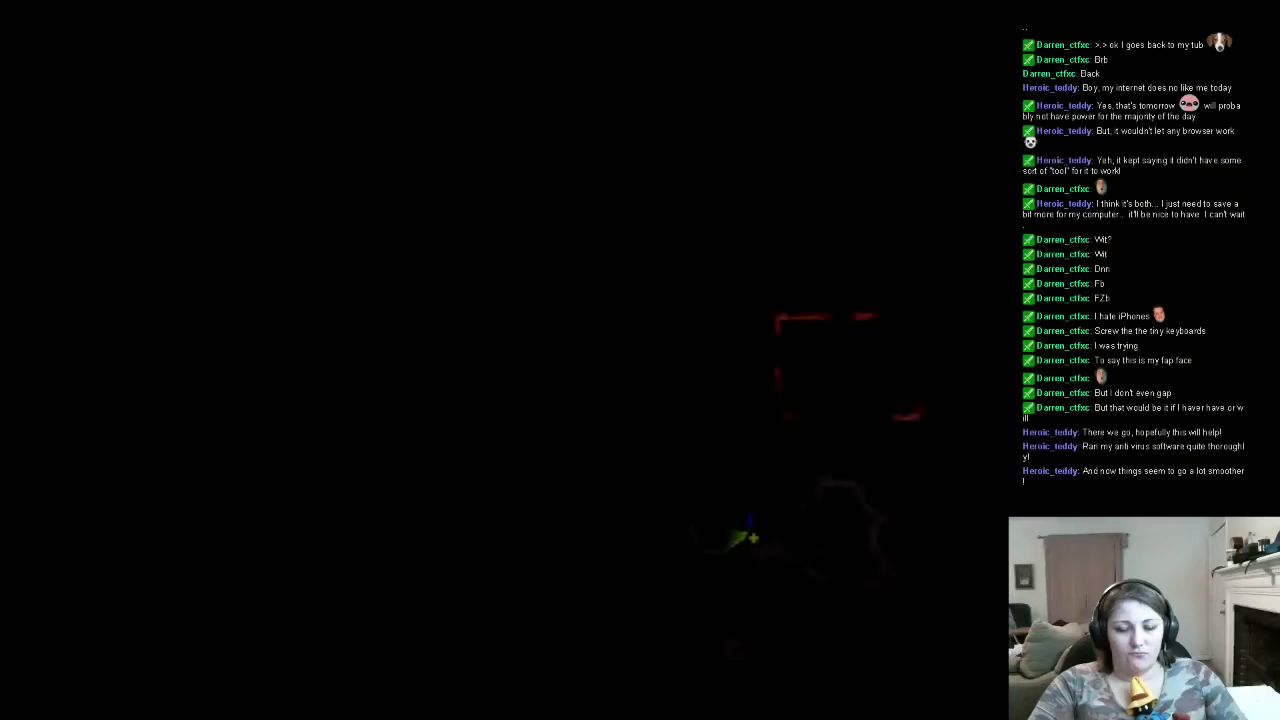 ..
Darren_ctfxc: >.> ok I goes back to my tub
Darren_ctfxc: Brb
Darren_ctfxc: Back
Heroic_teddy: Boy, my internet does no like me today
Heroic_teddy: Yes, that's tomorrow will proba
bly not have power for the majority of the day
Heroic_teddy: But, it wouldn't let any browser work
Heroic_teddy: Yeh, it kept saying it didn't have some
sort of "tool" for it to work!
Darren_ctfxc:
Heroic_teddy: I think it's both... I just need to save a
bit more for my computer... it'll be nice to have. I can't wait
.
Darren_ctfxc: Wit?
Darren_ctfxc: Wit
Darren_ctfxc: Dnn
Darren_ctfxc: Fb
Darren_ctfxc: FZb
Darren_ctfxc: I hate iPhones
Darren_ctfxc: Screw the the tiny keyboards
Darren_ctfxc: I was trying
Darren_ctfxc: To say this is my fap face
Darren_ctfxc:
Darren_ctfxc: But I don't even gap
Darren_ctfxc: But that would be it if I haver have or w
ill
Heroic_teddy: There we go, hopefully this will help!
Heroic_teddy: Ran my anti virus software quite thoroughl
y!
Heroic_teddy: And now things seem to go a lot smoother
!